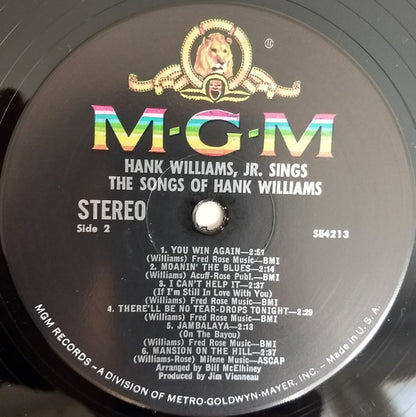 M-G-M
HANK WILLIAMS, JR. SINGS
THE SONGS OF HANK WILLIAMS
STEREO
Side 2
SE4213
1. YOU WIN AGAIN—2:51
(Williams) Fred Rose Music—BMI
2. MOANIN' THE BLUES—2:14
(Williams) Acuff-Rose Publ.—BMI
3. I CAN'T HELP IT—2:37
(If I'm Still In Love With You)
(Williams) Fred Rose Music—BMI
4. THERE'LL BE NO TEAR-DROPS TONIGHT—2:29
(Williams) Fred Rose Music—BMI
5. JAMBALAYA—2:13
(On The Bayou)
(Williams) Fred Rose Music—BMI
6. MANSION ON THE HILL—2:37
(Williams-Rose) Milene Music—ASCAP
Arranged by Bill McElhiney
Produced by Jim Vienneau
MGM RECORDS—A DIVISION OF METRO-GOLDWYN-MAYER, INC.—Made in U.S.A.